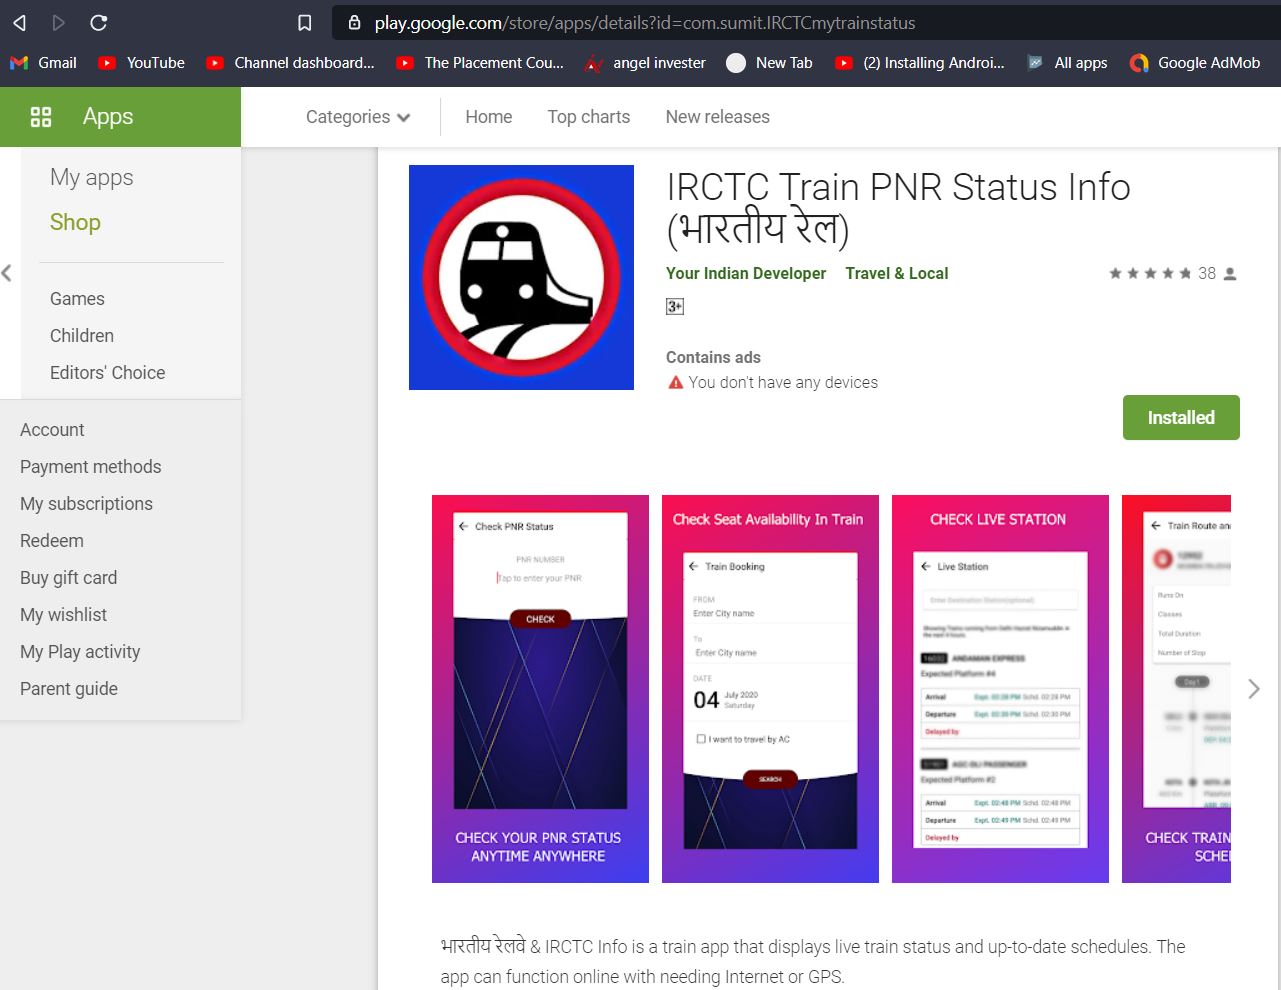 play.google.com/store/apps/details?id=com.sumit.IRCTCmytrainstatus
Gmail YouTube Channel dashboard... The Placement Cou... angel invester New Tab (2) Installing Androi... All apps Google AdMob
Apps Categories Home Top charts New releases
My apps
Shop
Games
Children
Editors' Choice
Account
Payment methods
My subscriptions
Redeem
Buy gift card
My wishlist
My Play activity
Parent guide
IRCTC Train PNR Status Info
(भारतीय रेल)
Your Indian Developer Travel & Local 38
3+
Contains ads
You don't have any devices
Installed
Check PNR Status
PNR NUMBER
Tap to enter your PNR
CHECK
CHECK YOUR PNR STATUS
ANYTIME ANYWHERE
Check Seat Availability In Train
Train Booking
FROM
Enter City name
To
Enter City name
DATE
04 July 2020
Saturday
I want to travel by AC
SEARCH
CHECK LIVE STATION
Live Station
Enter Destination Station(optional)
Showing Trains running from Delhi Hazrat Nizamuddin in
the next 4 hours.
ANDAMAN EXPRESS
Expected Platform #4
Arrival Expt. 02:28 PM Schd. 02:28 PM
Departure Expt. 02:30 PM Schd. 02:30 PM
Delayed by
AGC-DLI PASSENGER
Expected Platform #2
Arrival Expt. 02:48 PM Schd. 02:48 PM
Departure Expt. 02:49 PM Schd. 02:49 PM
Delayed by
Train Route an
Runs On
Classes
Total Duration
Number of Stop
Day1
CHECK TRAIN
SCHE
भारतीय रेलवे & IRCTC Info is a train app that displays live train status and up-to-date schedules. The
app can function online with needing Internet or GPS.